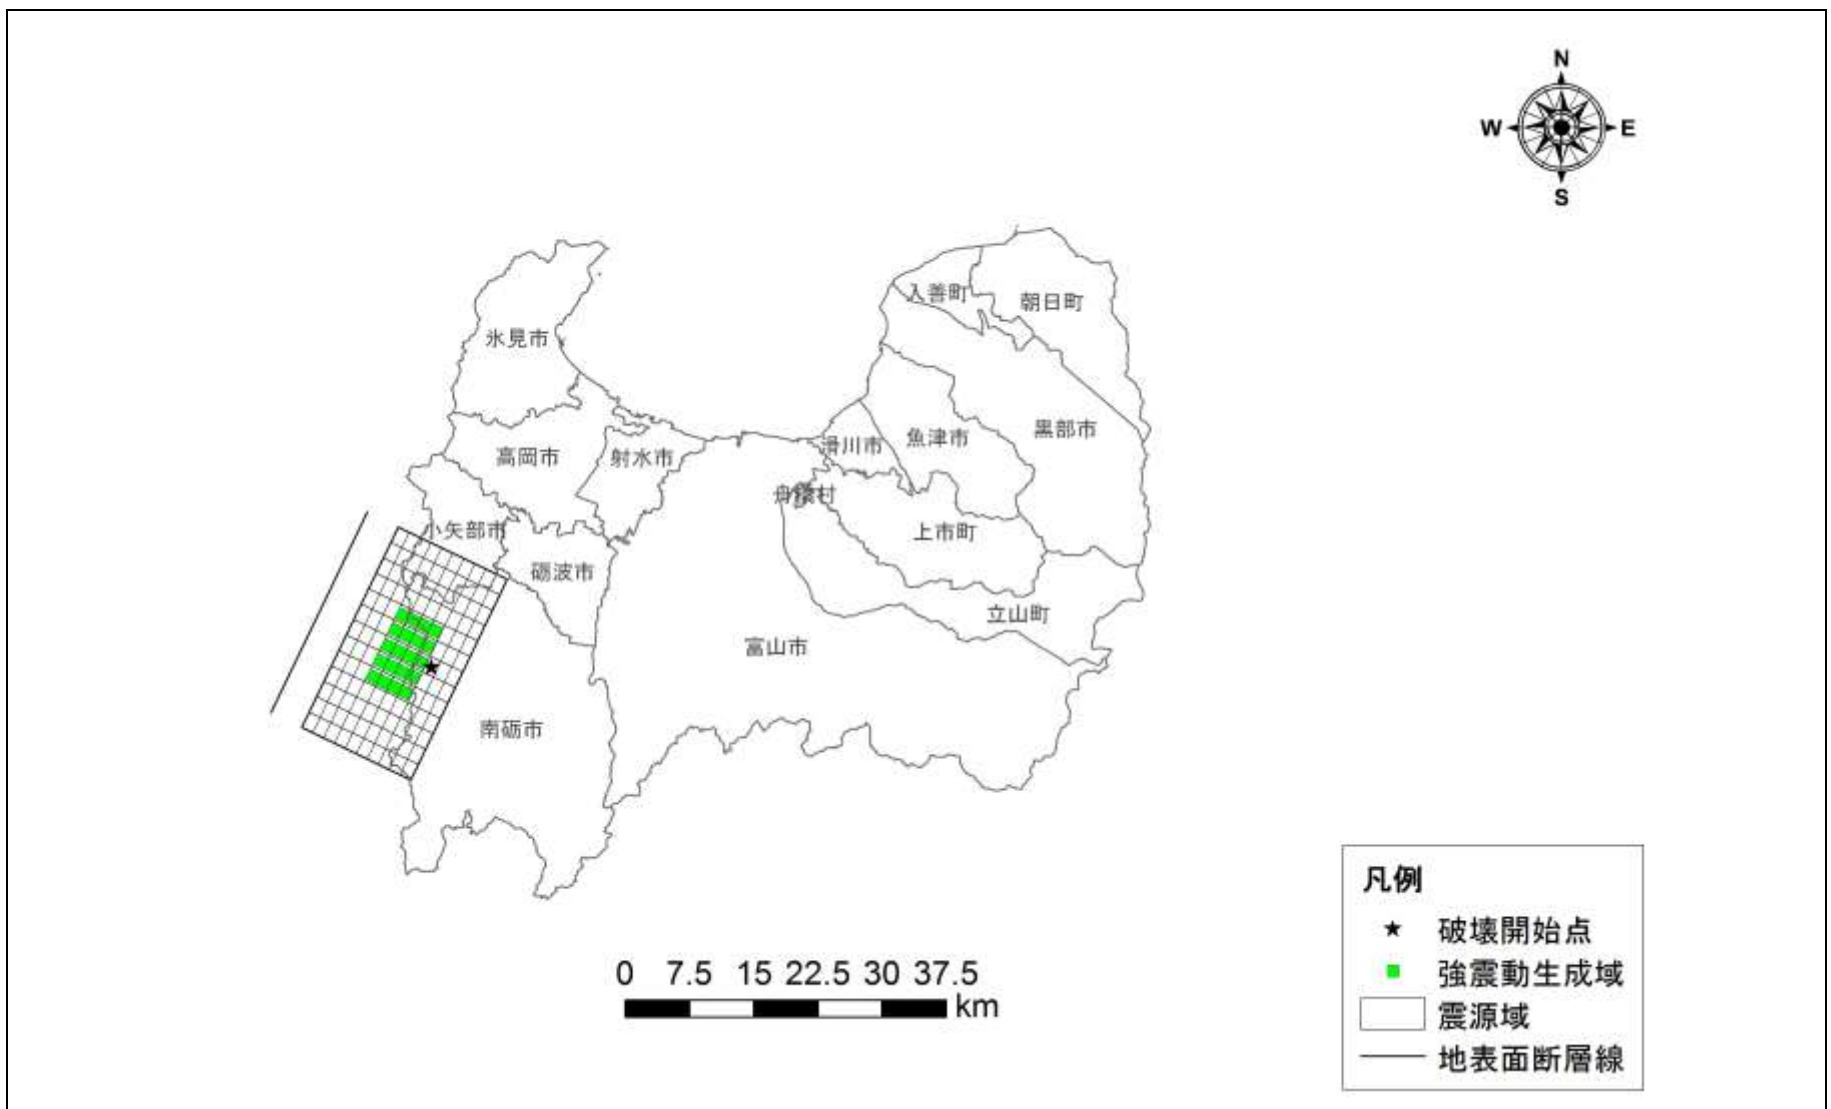 N
W
E
S
入善町
朝日町
氷見市
黒部市
魚津市
滑川市
高岡市
射水市
舟橋村
小矢部市
上市町
砺波市
立山町
富山市
南砺市
凡例
破壊開始点
強震動生成域
震源域
地表面断層線
0 7.5 15 22.5 30 37.5
km